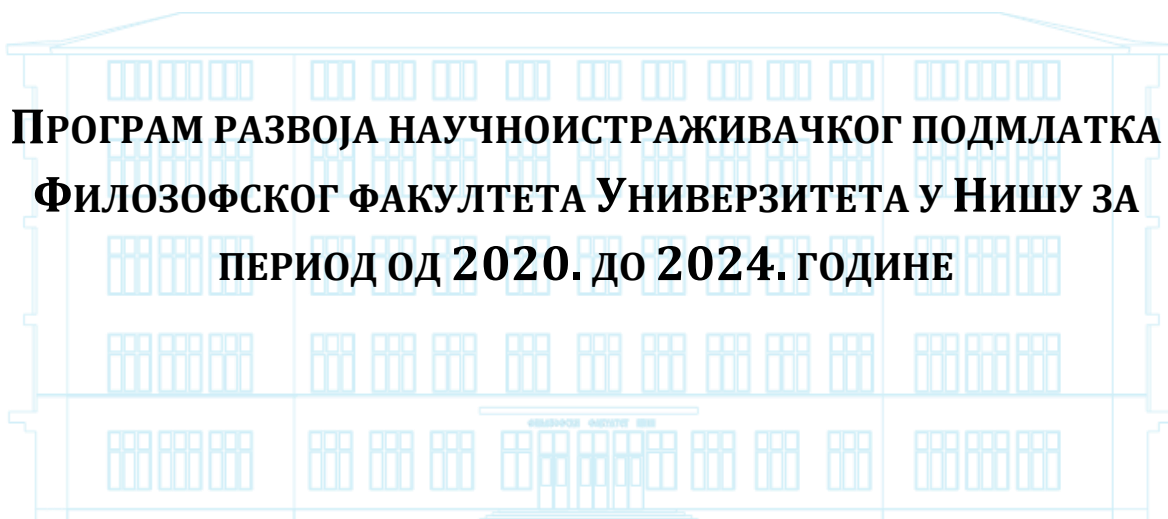 ПРОГРАМ РАЗВОЈА НАУЧНОИСТРАЖИВАЧКОГ ПОДМЛАТКА
ФИЛОЗОФСКОГ ФАКУЛТЕТА УНИВЕРЗИТЕТА У НИШУ ЗА
ПЕРИОД ОД 2020. ДО 2024. ГОДИНЕ